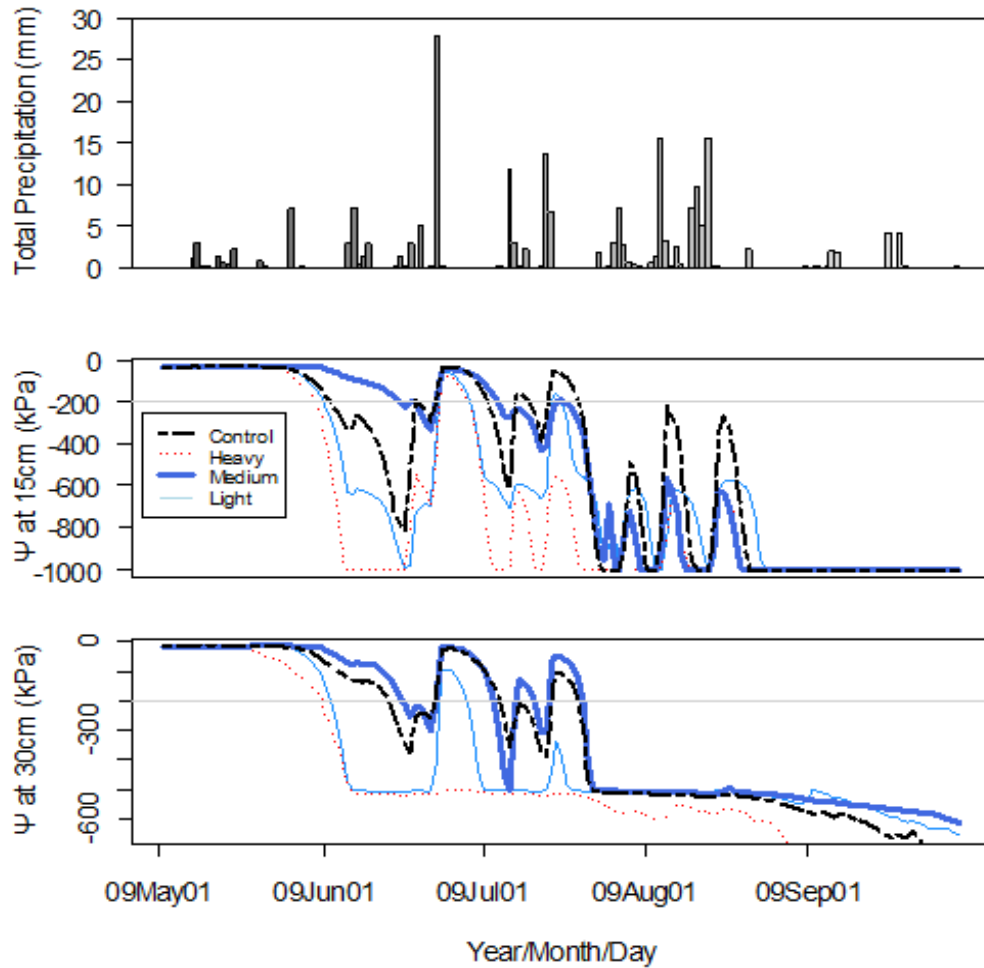 Total Precipitation (mm)
30
25
20
15
10
5
0
Ψ at 15cm (kPa)
0
-200
-400
-600
-800
-1000
Control
Heavy
Medium
Light
Ψ at 30cm (kPa)
0
-300
-600
09May01 09Jun01 09Jul01 09Aug01 09Sep01
Year/Month/Day